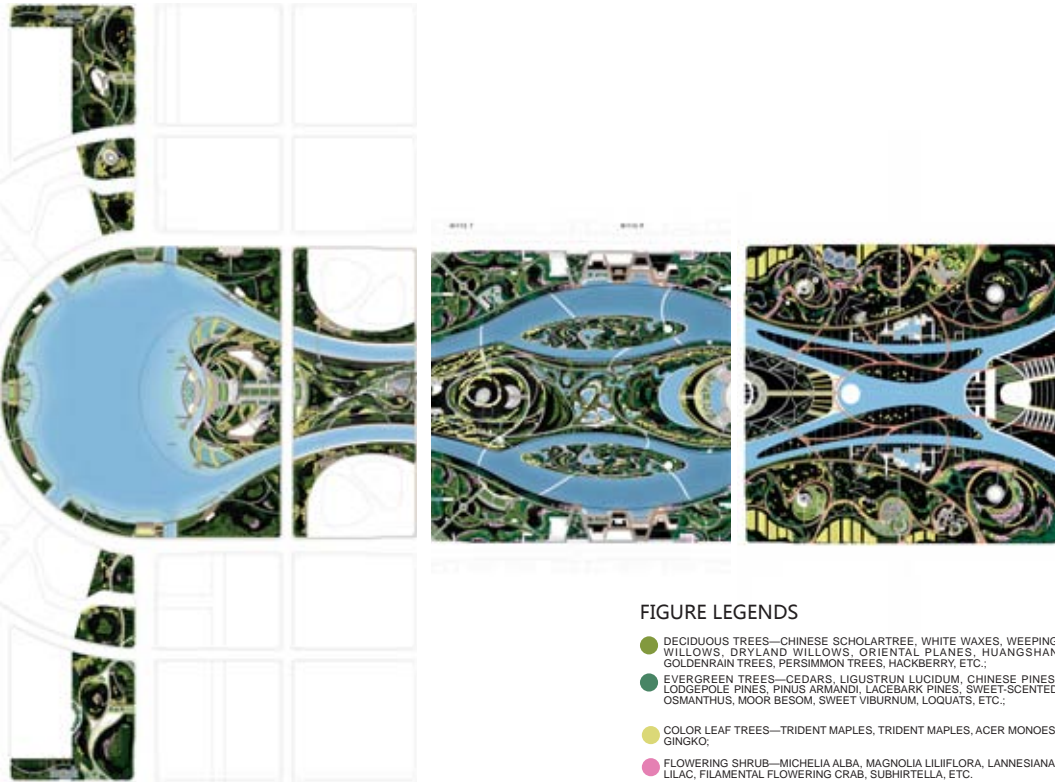 FIGURE LEGENDS
DECIDUOUS TREES—CHINESE SCHOLARTREE, WHITE WAXES, WEEPING
WILLOWS, DRYLAND WILLOWS, ORIENTAL PLANES, HUANGSHAN
GOLDENRAIN TREES, PERSIMMON TREES, HACKBERRY, ETC.;
EVERGREEN TREES—CEDARS, LIGUSTRUN LUCIDUM, CHINESE PINES
LODGEPOLE PINES, PINUS ARMANDI, LACEBARK PINES, SWEET-SCENTED
OSMANTHUS, MOOR BESOM, SWEET VIBURNUM, LOQUATS, ETC.;
COLOR LEAF TREES—TRIDENT MAPLES, TRIDENT MAPLES, ACER MONOES
GINGKO;
FLOWERING SHRUB—MICHELIA ALBA, MAGNOLIA LILIIFLORA, LANNESIANA
LILAC, FILAMENTAL FLOWERING CRAB, SUBHIRTELLA, ETC.